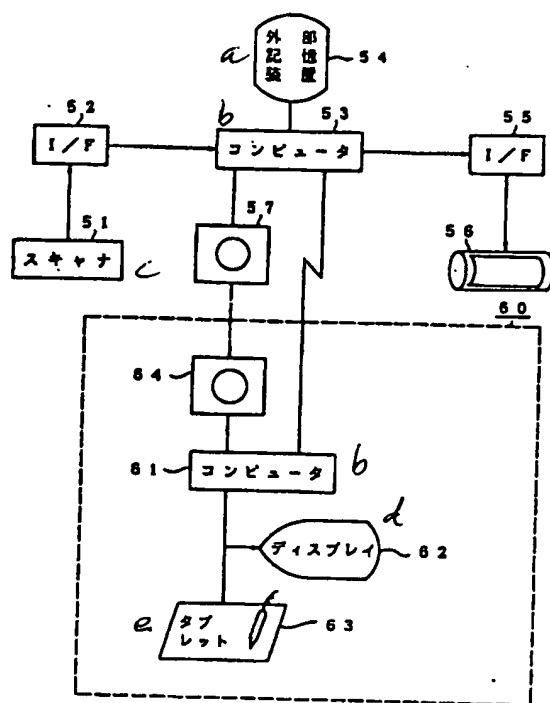 a
外部
記憶
装置
54
52
I/F
b
53
コンピュータ
55
I/F
51
スキャナ
c
57
56
60
64
61
コンピュータ
b
d
ディスプレイ
62
e
タブ
レット
63